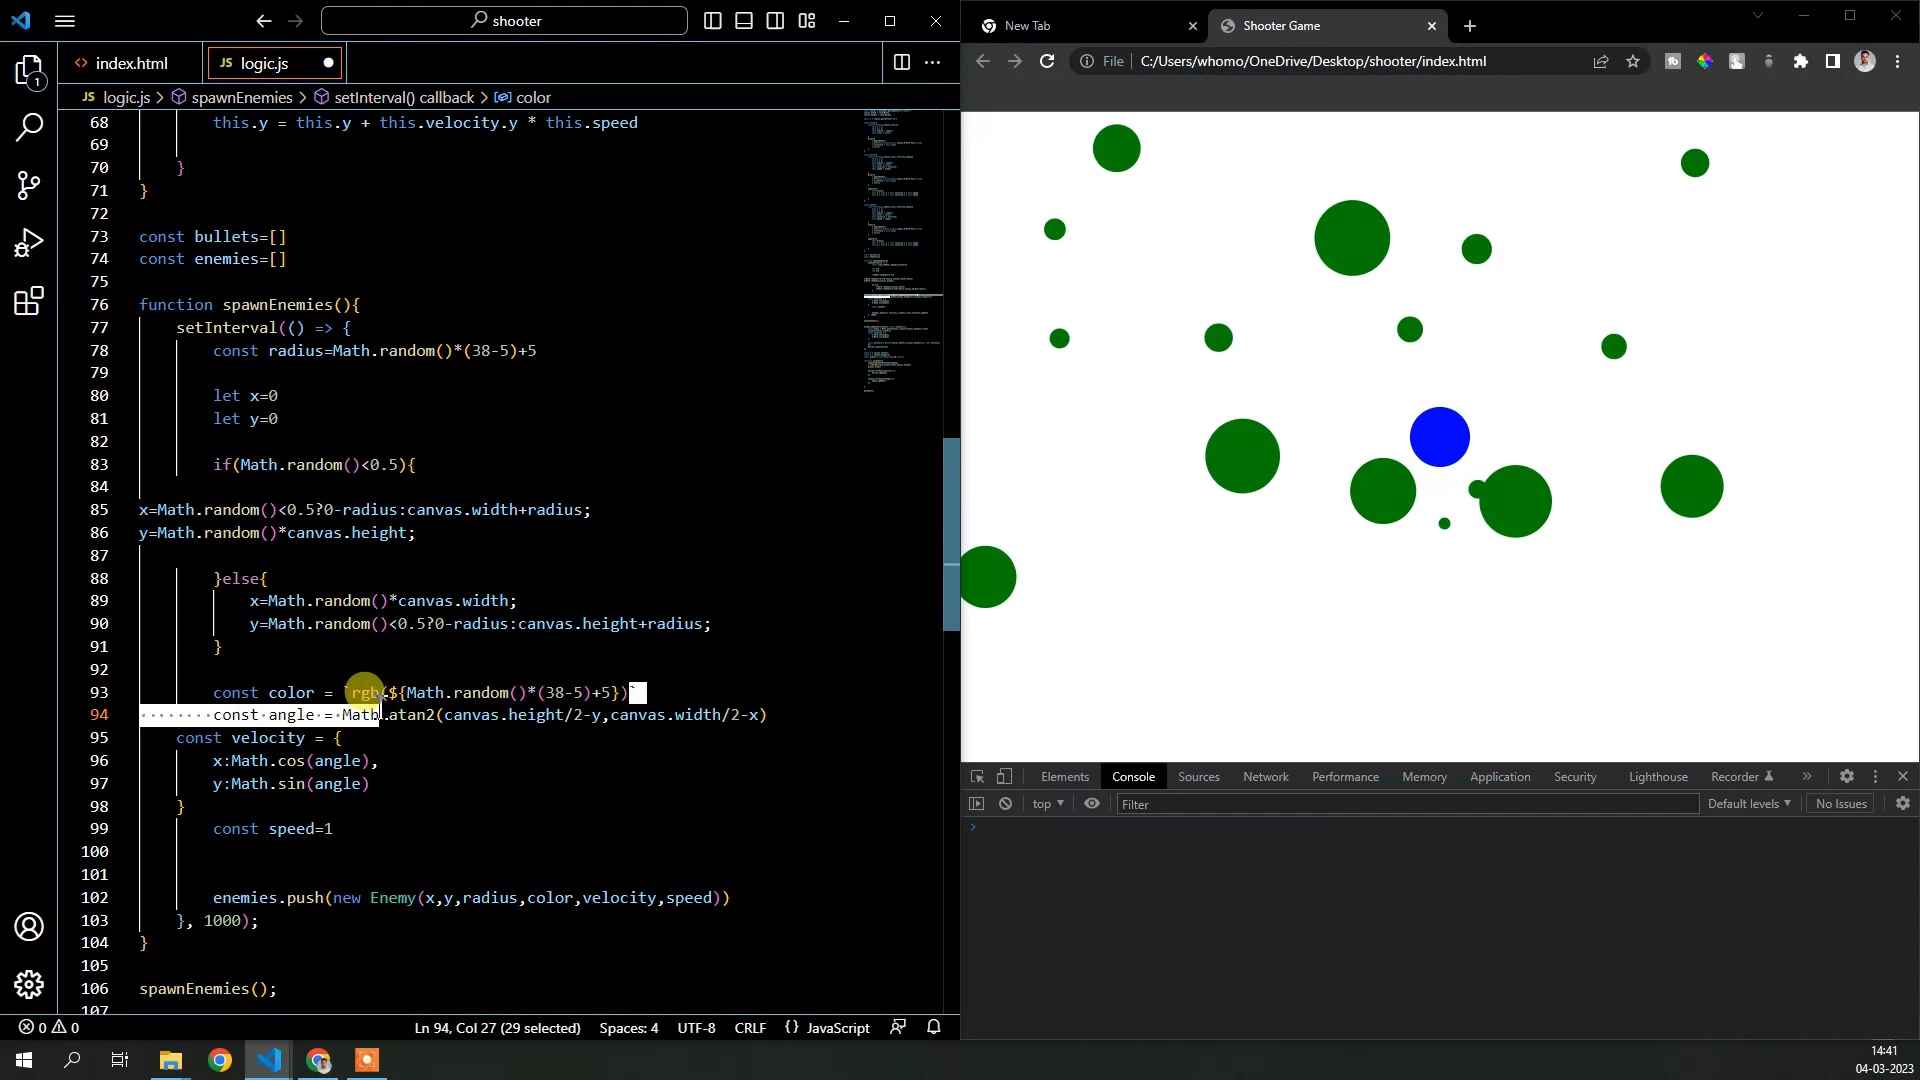 shooter
index.html
JS logic.js
1
JS logic.js > spawnEnemies > setInterval() callback > color
68 this.y = this.y + this.velocity.y * this.speed
69
70 }
71 }
72
73 const bullets=[]
74 const enemies=[]
75
76 function spawnEnemies(){
77 setInterval(() => {
78 const radius=Math.random()*(38-5)+5
79
80 let x=0
81 let y=0
82
83 if(Math.random()<0.5){
84
85 x=Math.random()<0.5?0-radius:canvas.width+radius;
86 y=Math.random()*canvas.height;
87
88 }else{
89 x=Math.random()*canvas.width;
90 y=Math.random()<0.5?0-radius:canvas.height+radius;
91 }
92
93 const color = `rgb(${Math.random()*(38-5)+5})`
94 const angle = Math.atan2(canvas.height/2-y,canvas.width/2-x)
95 const velocity = {
96 x:Math.cos(angle),
97 y:Math.sin(angle)
98 }
99 const speed=1
100
101
102 enemies.push(new Enemy(x,y,radius,color,velocity,speed))
103 }, 1000);
104 }
105
106 spawnEnemies();
107
0 0
Ln 94, Col 27 (29 selected) Spaces: 4 UTF-8 CRLF {} JavaScript
New Tab
Shooter Game
File C:/Users/whomo/OneDrive/Desktop/shooter/index.html
Elements Console Sources Network Performance Memory Application Security Lighthouse Recorder
top Filter Default levels No Issues
14:41
04-03-2023